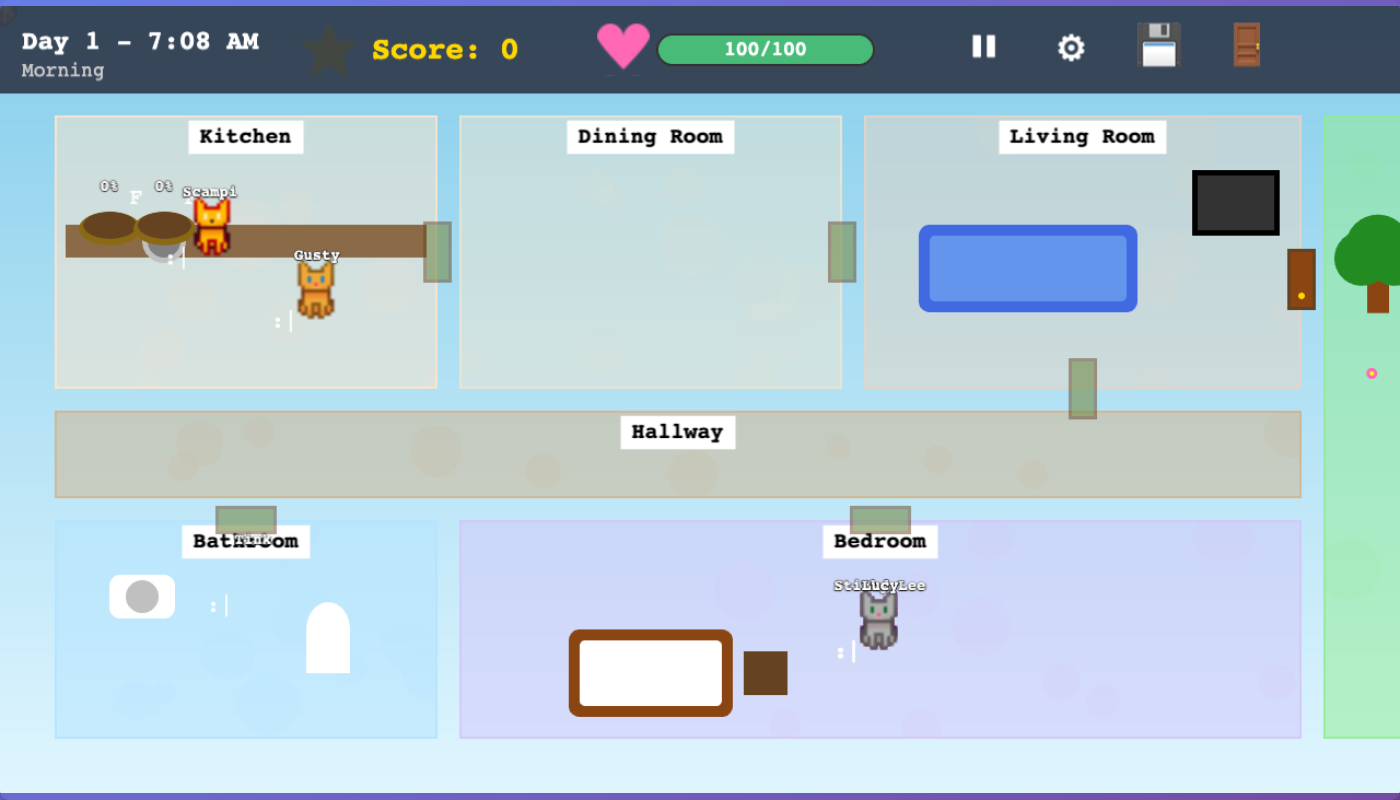 Day 1 - 7:08 AM
Morning
Score: 0
100/100
Kitchen
Dining Room
Living Room
0%
F
0%
Scampi
:|
Gusty
:|
Hallway
Bathroom
Bedroom
:|
LucyLee
:|